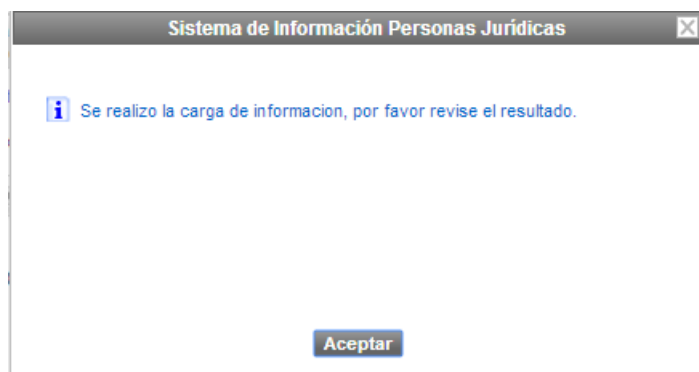 Sistema de Información Personas Jurídicas
Se realizo la carga de informacion, por favor revise el resultado.
Aceptar